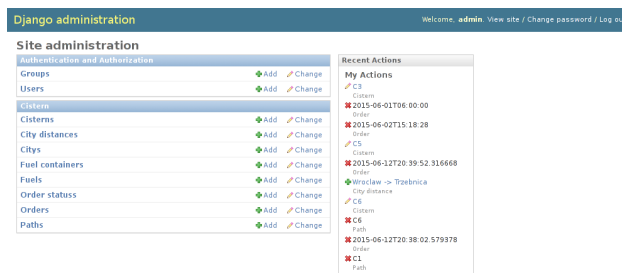 Django administration
Welcome, admin. View site / Change password / Log ou
Site administration
Authentication and Authorization
Groups Add Change
Users Add Change
Cistern
Cisterns Add Change
City distances Add Change
Citys Add Change
Fuel containers Add Change
Fuels Add Change
Order statuss Add Change
Orders Add Change
Paths Add Change
Recent Actions
My Actions
C3
Cistern
2015-06-01T06:00:00
Order
2015-06-02T15:18:28
Order
C5
Cistern
2015-06-12T20:39:52.316668
Order
Wroclaw -> Trzebnica
City distance
C6
Cistern
C6
Path
2015-06-12T20:38:02.579378
Order
C1
Path